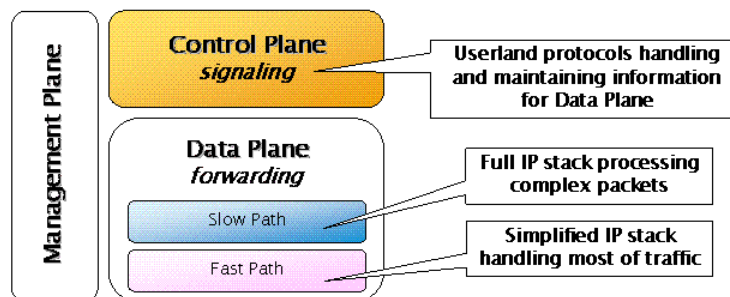 Management Plane
Control Plane
signaling
Userland protocols handling
and maintaining information
for Data Plane
Data Plane
forwarding
Full IP stack processing
complex packets
Slow Path
Simplified IP stack
handling most of traffic
Fast Path